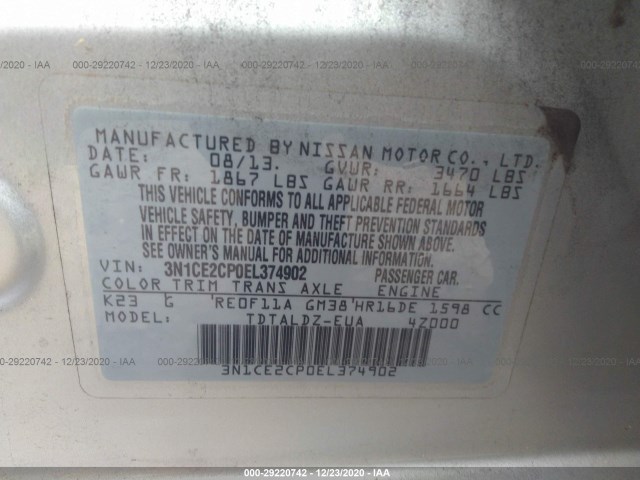 12/23/2020 - IAA 000-29220742 - 12/23/2020 - IAA 000-29220742 - 12/23/2020 - IAA
MANUFACTURED BY NISSAN MOTOR CO., LTD.
DATE: 08/13. GVWR: 3470 LBS
GAWR FR: 1867 LBS GAWR RR: 1664 LBS
THIS VEHICLE CONFORMS TO ALL APPLICABLE FEDERAL MOTOR
VEHICLE SAFETY, BUMPER AND THEFT PREVENTION STANDARDS
IN EFFECT ON THE DATE OF MANUFACTURE SHOWN ABOVE.
SEE OWNER'S MANUAL FOR ADDITIONAL INFORMATION.
VIN: 3N1CE2CP0EL374902 PASSENGER CAR.
COLOR TRIM TRANS AXLE ENGINE
K23 G 'RE0F11A GM38'HR16DE 1598 CC
MODEL: TDTALDZ-EUA 4Z000
3N1CE2CP0EL374902
12/23/2020 - IAA 000-29220742 - 12/23/2020 - IAA 000-29220742 - 12/23/2020 - IAA
000-29220742 - 12/23/2020 - IAA